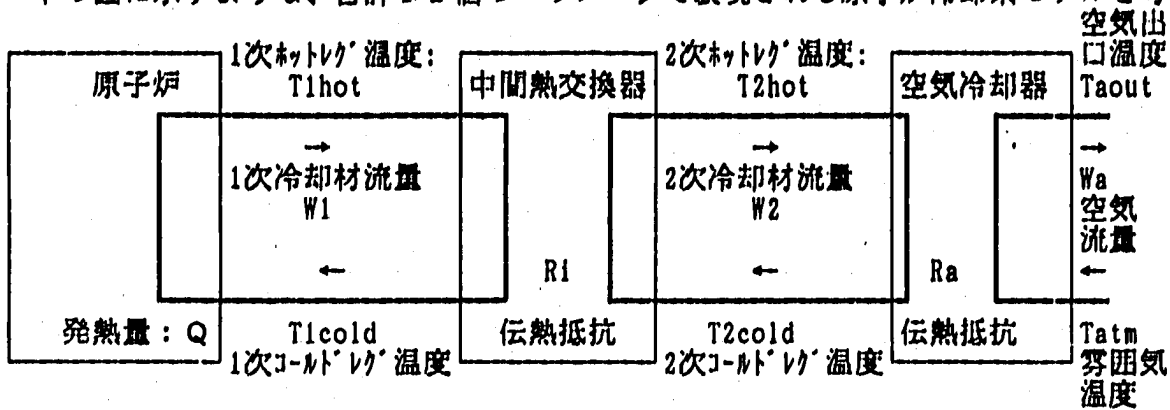 空気出
口温度
Taout
1次ﾎｯﾄﾚｸﾞ温度:
T1hot
2次ﾎｯﾄﾚｸﾞ温度:
T2hot
原子炉
中間熱交換器
空気冷却器
1次冷却材流量
W1
2次冷却材流量
W2
Wa
空気
流量
Ri
Ra
発熱量：Q
T1cold
1次ｺｰﾙﾄﾞﾚｸﾞ温度
伝熱抵抗
T2cold
2次ｺｰﾙﾄﾞﾚｸﾞ温度
伝熱抵抗
Tatm
雰囲気
温度